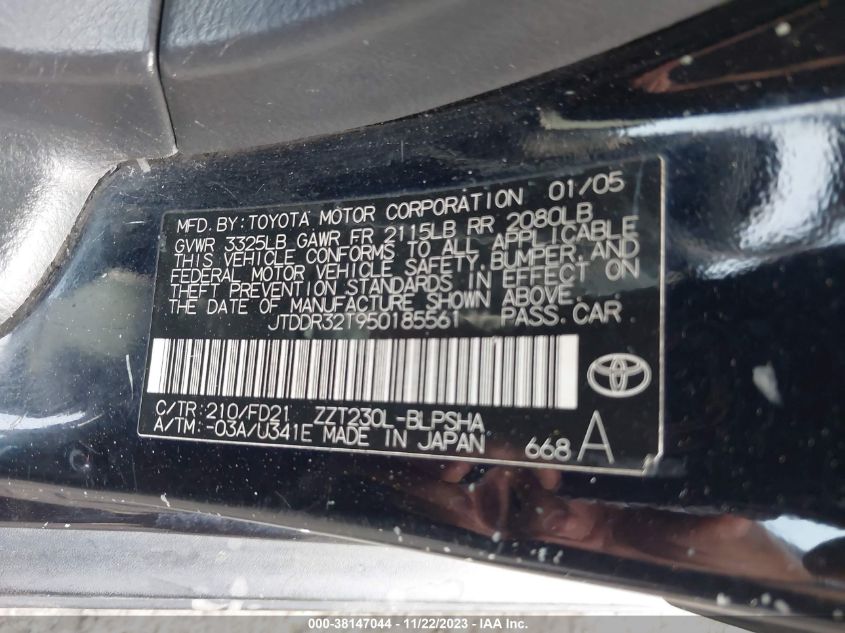 MFD. BY: TOYOTA MOTOR CORPORATION 01/05
GVWR 3325LB GAWR FR 2115LB RR 2080LB
THIS VEHICLE CONFORMS TO ALL APPLICABLE
FEDERAL MOTOR VEHICLE SAFETY, BUMPER, AND
THEFT PREVENTION STANDARDS IN EFFECT ON
THE DATE OF MANUFACTURE SHOWN ABOVE.
JTDDR32T950185561 PASS. CAR
C/TR: 210/FD21 ZZT230L-BLPSHA
A/TM: -03A/U341E MADE IN JAPAN 668 A
000-38147044 - 11/22/2023 - IAA Inc.